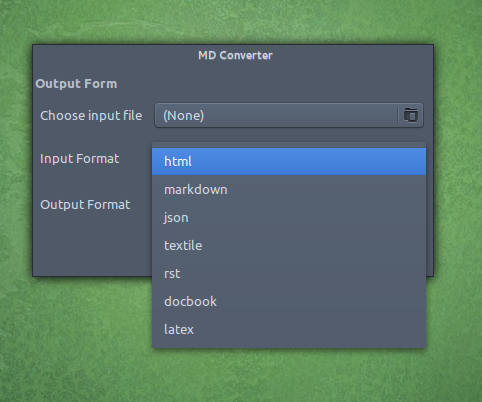 MD Converter
Output Form
Choose input file (None)
Input Format
html
markdown
Output Format
json
textile
rst
docbook
latex